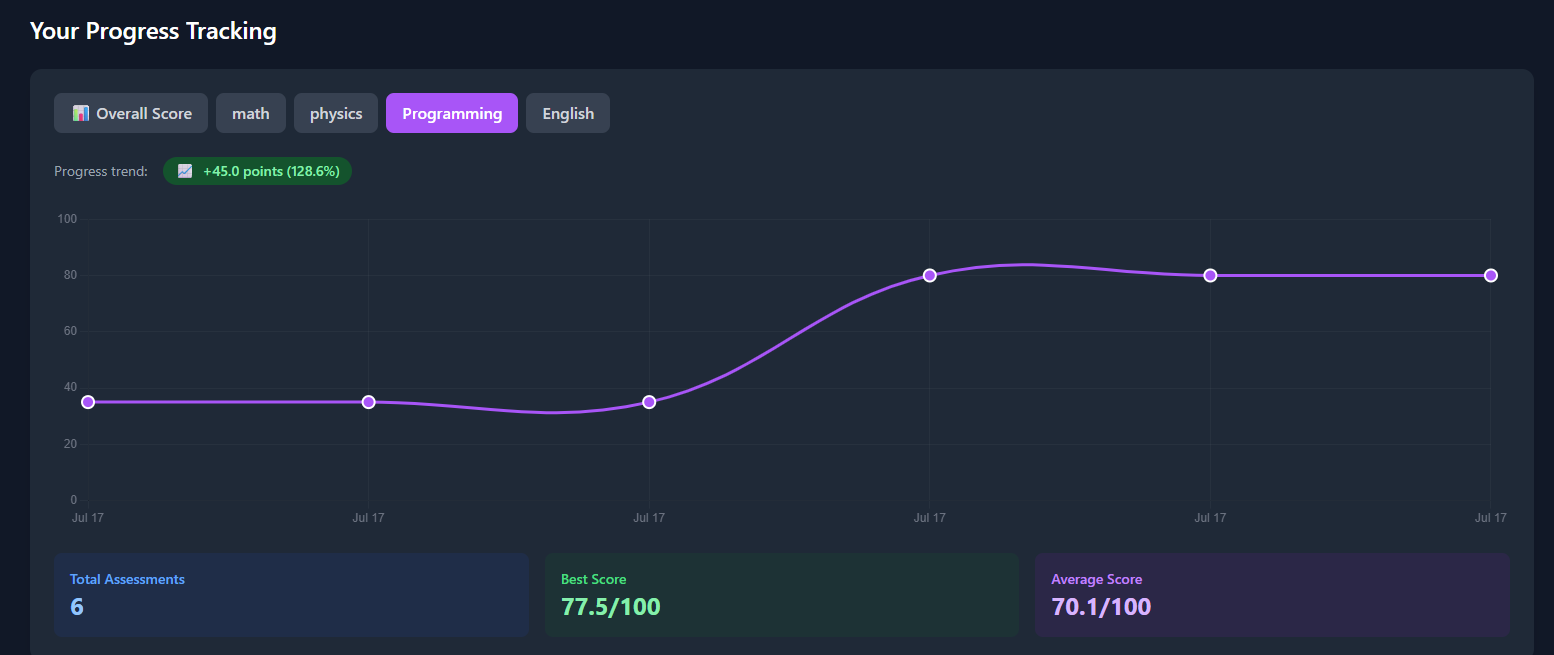 Your Progress Tracking
Overall Score math physics Programming English
Progress trend: +45.0 points (128.6%)
100
80
60
40
20
0
Jul 17 Jul 17 Jul 17 Jul 17 Jul 17 Jul 17
Total Assessments Best Score Average Score
6 77.5/100 70.1/100